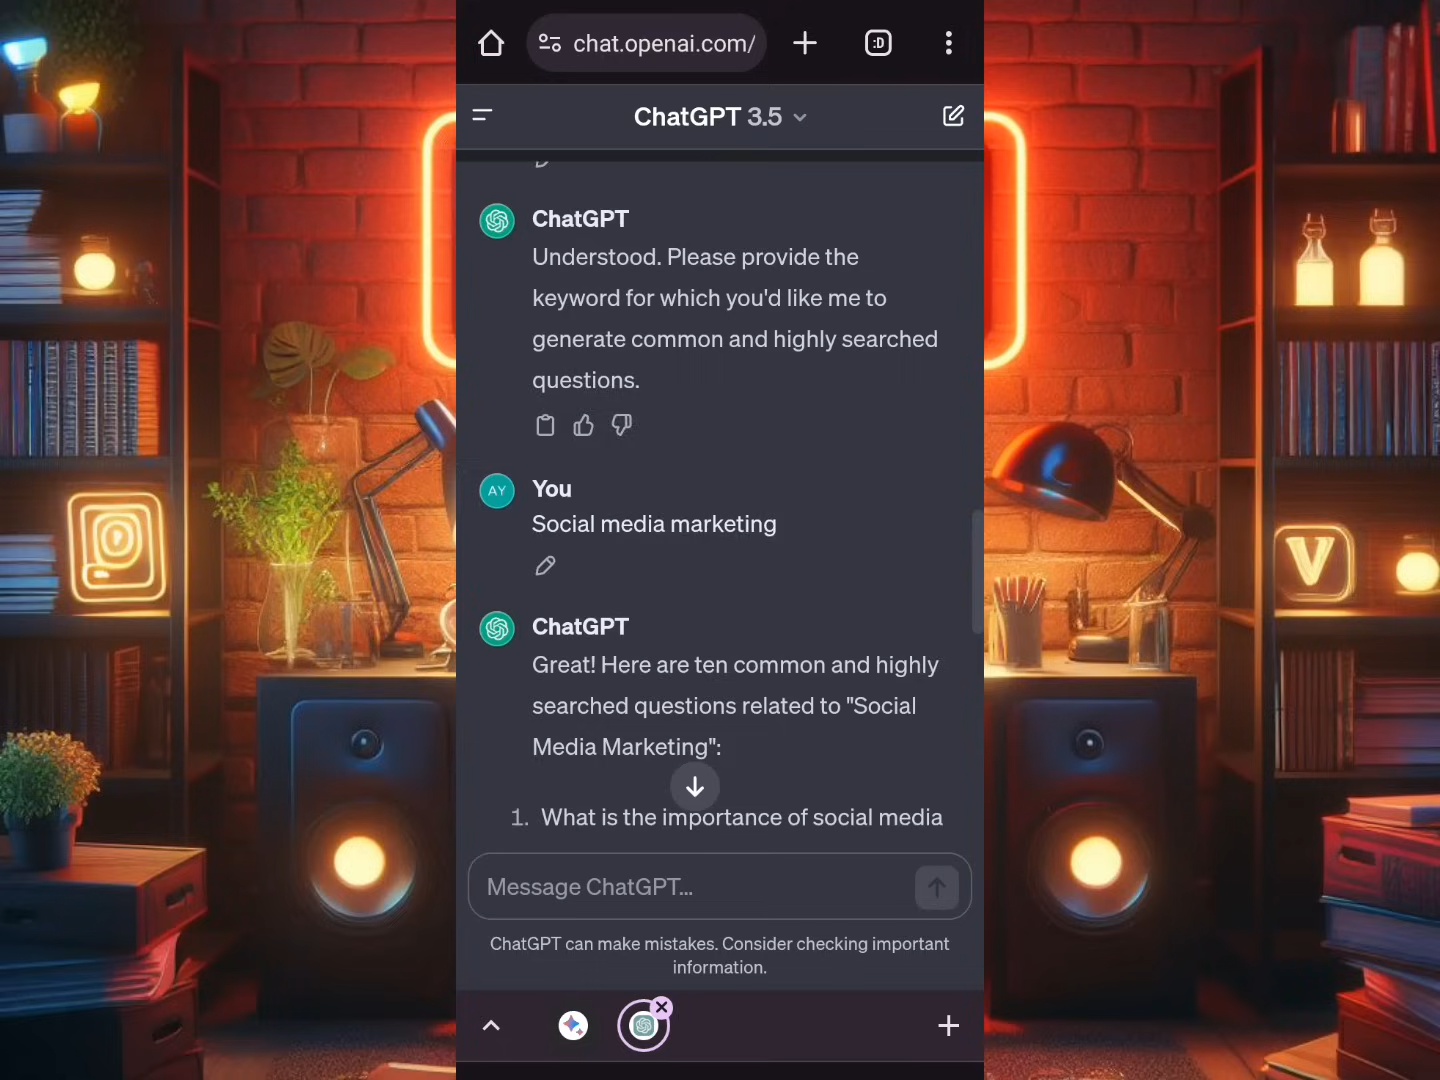 chat.openai.com/
:D
ChatGPT 3.5
ChatGPT
Understood. Please provide the
keyword for which you'd like me to
generate common and highly searched
questions.
AY
You
Social media marketing
ChatGPT
Great! Here are ten common and highly
searched questions related to "Social
Media Marketing":
1. What is the importance of social media
Message ChatGPT...
ChatGPT can make mistakes. Consider checking important
information.
V